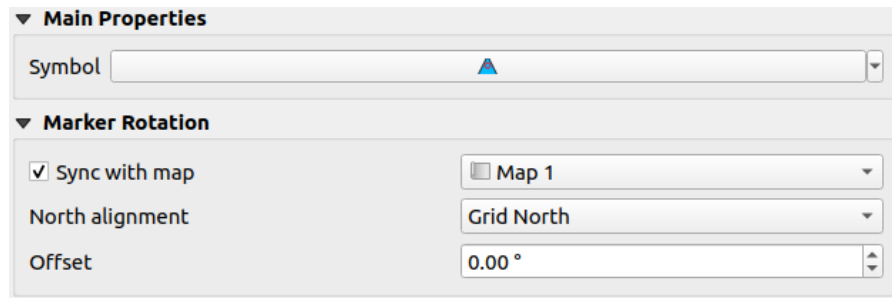 Main Properties
Symbol
Marker Rotation
Sync with map Map 1
North alignment Grid North
Offset 0.00 °